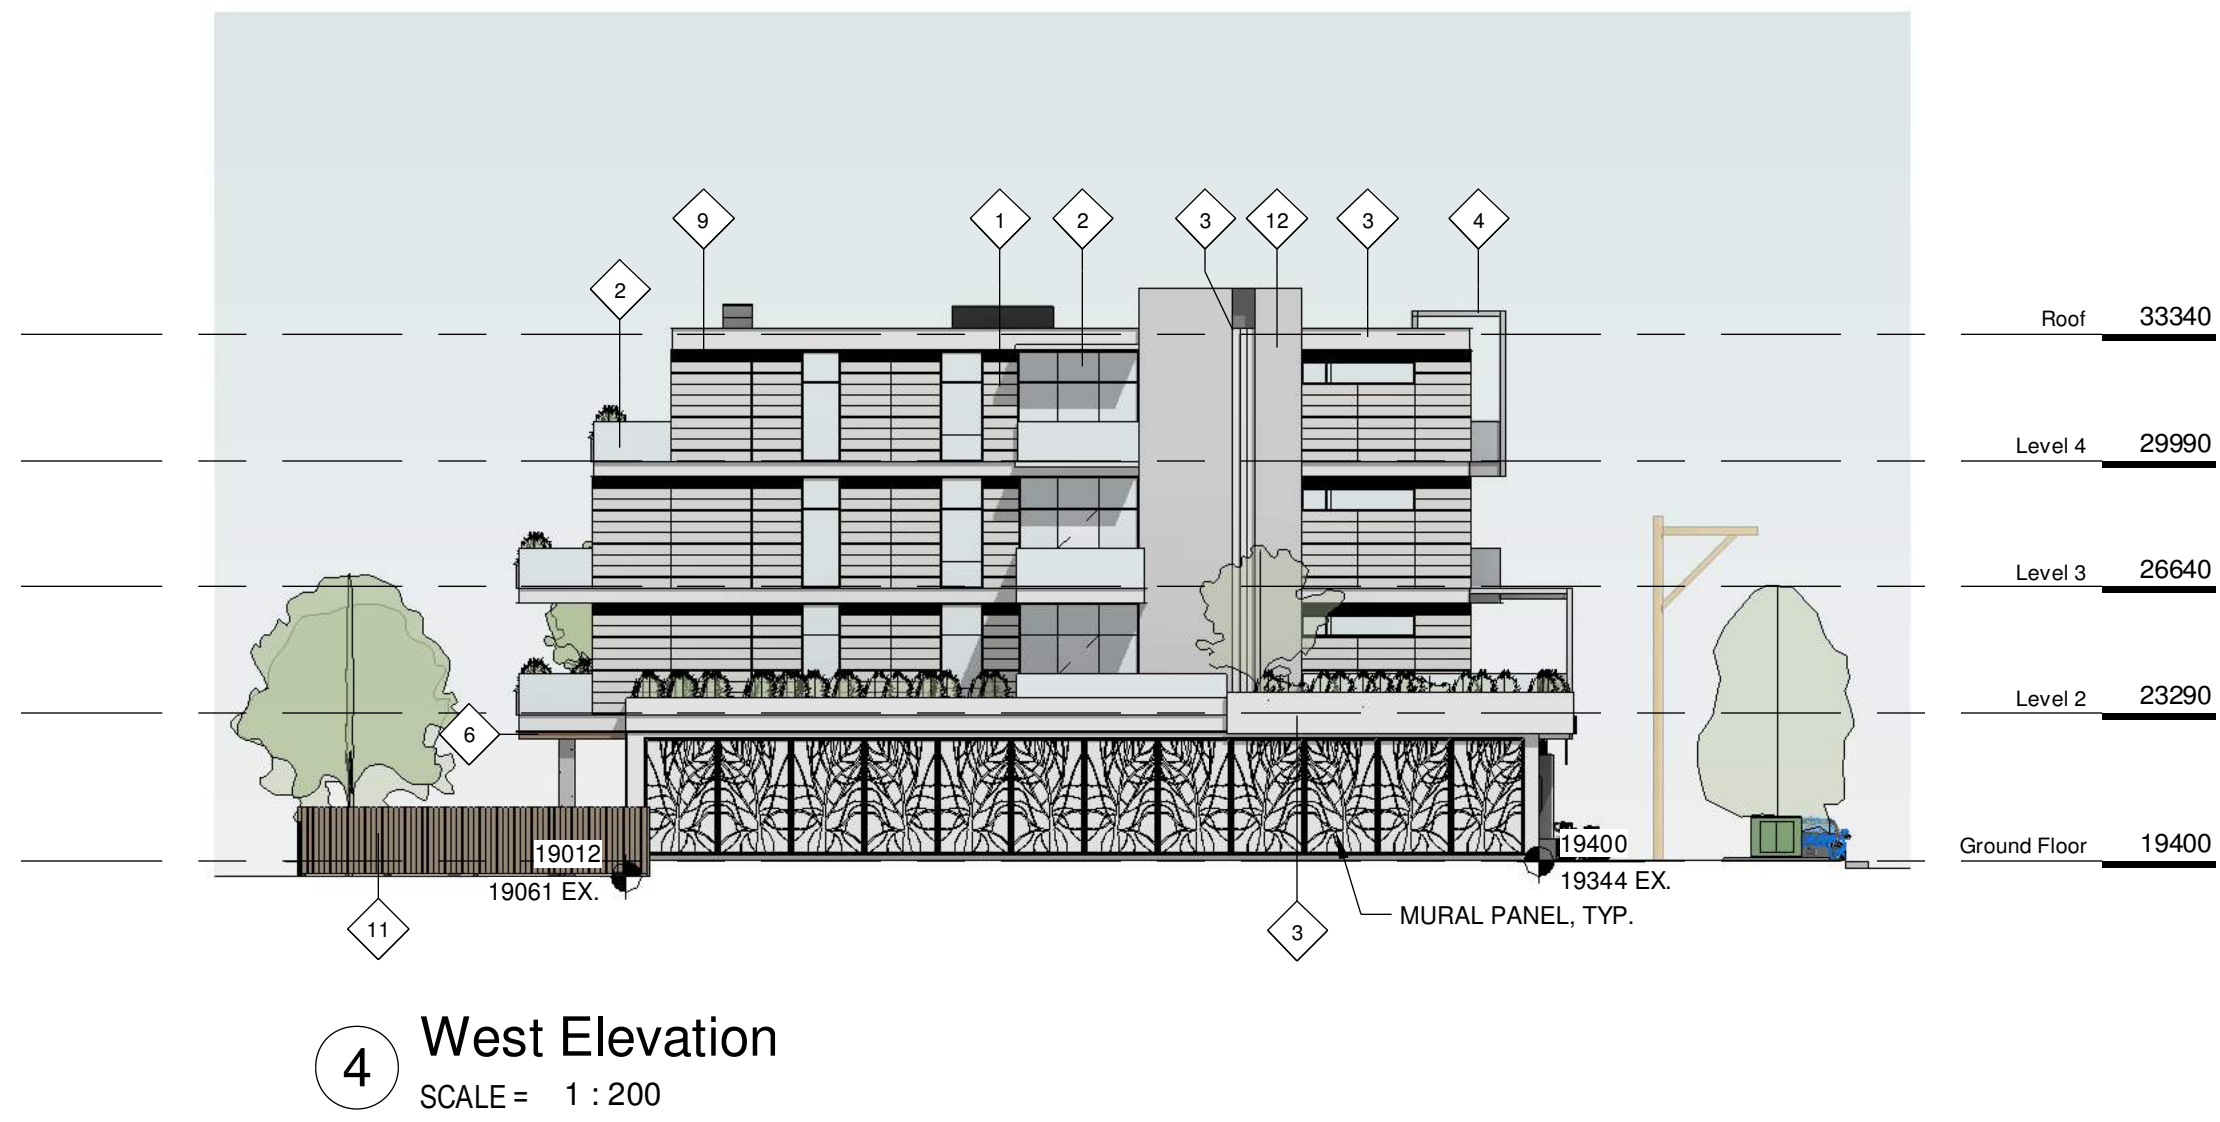 9
1
2
3
12
3
4
2
Roof 33340
Level 4 29990
Level 3 26640
Level 2 23290
6
Ground Floor 19400
19012
19061 EX.
19400
19344 EX.
MURAL PANEL, TYP.
11
3
4
West Elevation
SCALE = 1 : 200